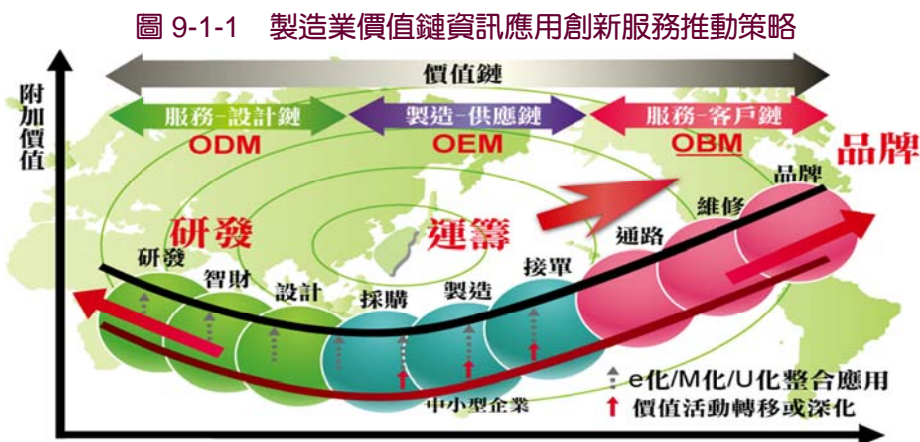 圖 9-1-1 製造業價值鏈資訊應用創新服務推動策略
附加價值
價值鏈
服務-設計鏈
製造-供應鏈
服務-客戶鏈
ODM
OEM
OBM
品牌
研發
運籌
研發
智財
設計
採購
製造
接單
通路
維修
品牌
中小型企業
e化/M化/U化整合應用
價值活動轉移或深化